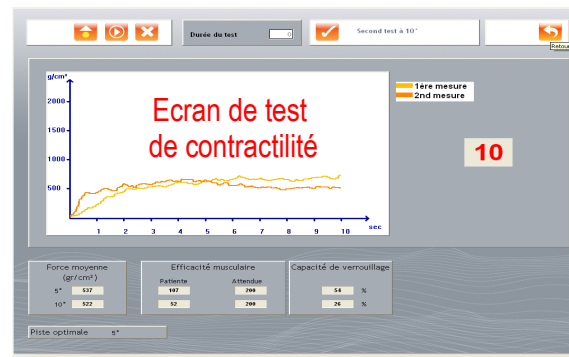 Durée du test 0 Second test à 10"
Retour
g/cm²
1ère mesure
2nd mesure
2000
1500
1000
500
Ecran de test
de contractilité
10
1 2 3 4 5 6 7 8 9 10 sec
Force moyenne
(gr/cm²)
5" 537
10" 522
Efficacité musculaire
Patiente Attendue
107 200
52 200
Capacité de verrouillage
54 %
26 %
Piste optimale 5"